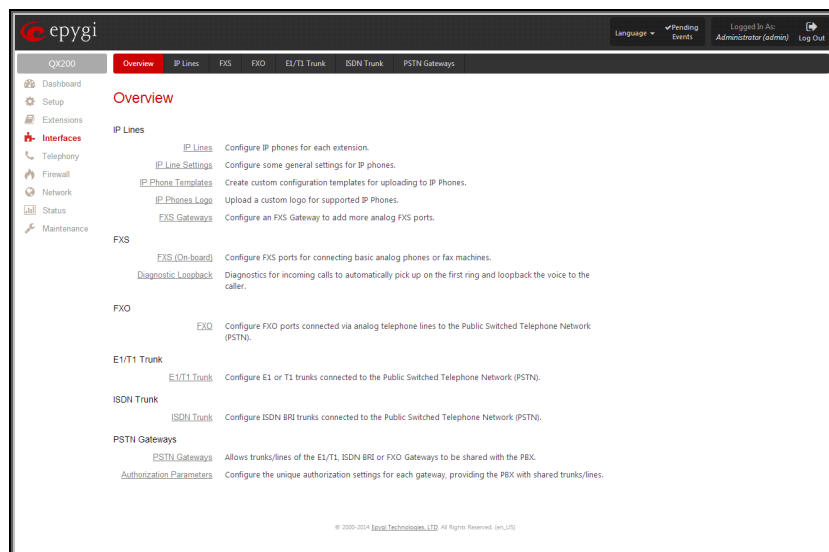 epygi
Language
Pending Events
Logged In As:
Administrator (admin)
Log Out
QX200
Overview IP Lines FXS FXO E1/T1 Trunk ISDN Trunk PSTN Gateways
Dashboard
Setup
Extensions
Interfaces
Telephony
Firewall
Network
Status
Maintenance
Overview
IP Lines
IP Lines Configure IP phones for each extension.
IP Line Settings Configure some general settings for IP phones.
IP Phone Templates Create custom configuration templates for uploading to IP Phones.
IP Phones Logo Upload a custom logo for supported IP Phones.
FXS Gateways Configure an FXS Gateway to add more analog FXS ports.
FXS
FXS (On-board) Configure FXS ports for connecting basic analog phones or fax machines.
Diagnostic Loopback Diagnostics for incoming calls to automatically pick up on the first ring and loopback the voice to the
caller.
FXO
FXO Configure FXO ports connected via analog telephone lines to the Public Switched Telephone Network
(PSTN).
E1/T1 Trunk
E1/T1 Trunk Configure E1 or T1 trunks connected to the Public Switched Telephone Network (PSTN).
ISDN Trunk
ISDN Trunk Configure ISDN BRI trunks connected to the Public Switched Telephone Network (PSTN).
PSTN Gateways
PSTN Gateways Allows trunks/lines of the E1/T1, ISDN BRI or FXO Gateways to be shared with the PBX.
Authorization Parameters Configure the unique authorization settings for each gateway, providing the PBX with shared trunks/lines.
© 2000-2014 Epygi Technologies, LTD. All Rights Reserved. (en_US)